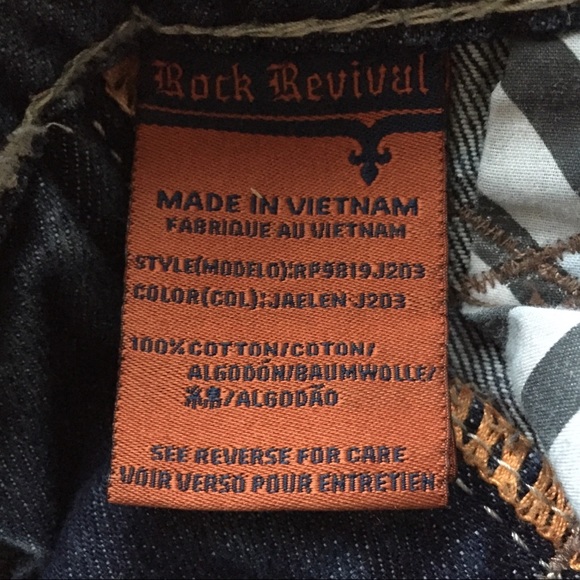 Rock Revival
MADE IN VIETNAM
FABRIQUE AU VIETNAM
STYLE(MODELO):RP9819J203
COLOR(COL):JAELEN J203
100% COTTON/COTON/
ALGODÓN/BAUMWOLLE/
/ALGODÃO
SEE REVERSE FOR CARE
VOIR VERSO POUR ENTRETIEN